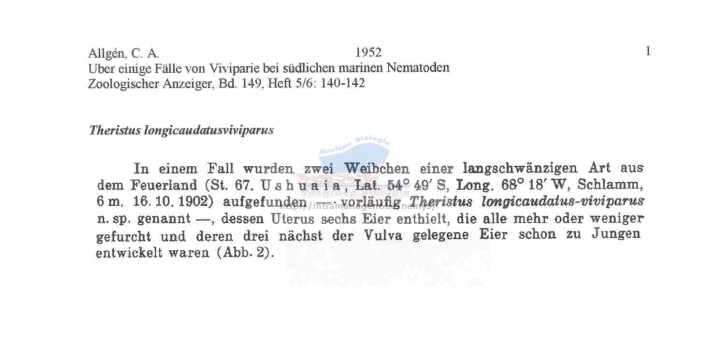 Allgén, C. A. 1952 1
Uber einige Fälle von Viviparie bei südlichen marinen Nematoden
Zoologischer Anzeiger, Bd. 149, Heft 5/6: 140-142
Theristus longicaudatusviviparus
In einem Fall wurden zwei Weibchen einer langschwänzigen Art aus
dem Feuerland (St. 67. Ushuaia, Lat. 54° 49′ S, Long. 68° 18′ W, Schlamm,
6 m. 16. 10. 1902) aufgefunden — vorläufig Theristus longicaudatus-viviparus
n. sp. genannt —, dessen Uterus sechs Eier enthielt, die alle mehr oder weniger
gefurcht und deren drei nächst der Vulva gelegene Eier schon zu Jungen
entwickelt waren (Abb. 2).